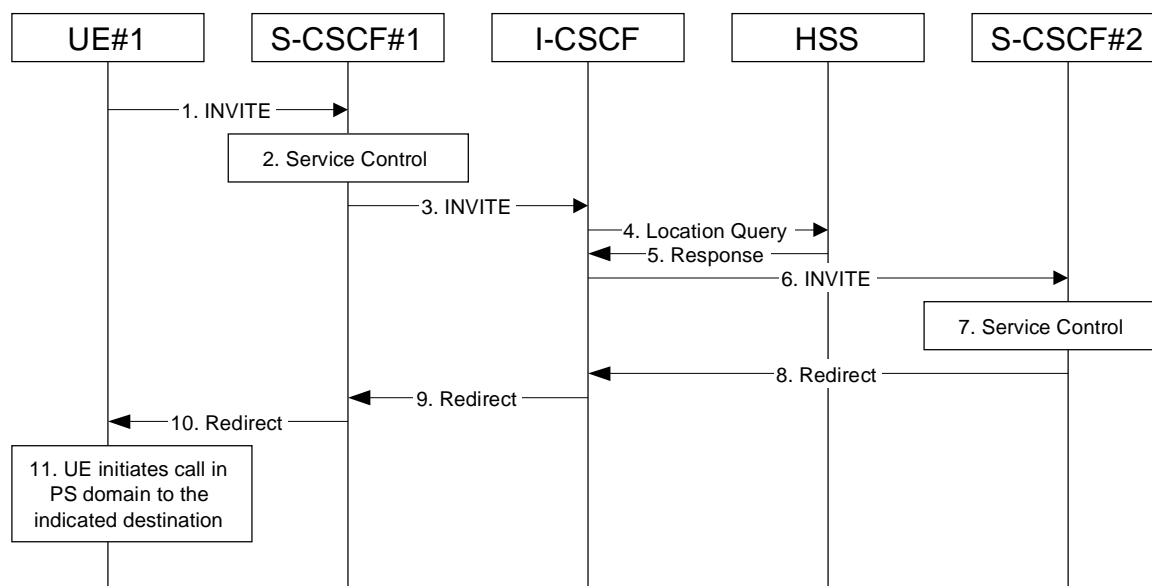 UE#1
S-CSCF#1
I-CSCF
HSS
S-CSCF#2
1. INVITE
2. Service Control
3. INVITE
4. Location Query
5. Response
6. INVITE
7. Service Control
8. Redirect
9. Redirect
10. Redirect
11. UE initiates call in
PS domain to the
indicated destination